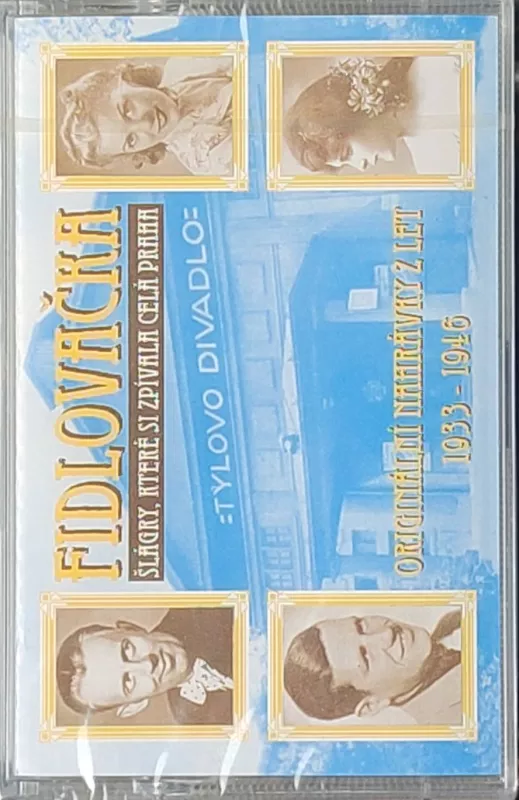 FIDLOVAČKA
ŠLÁGRY, KTERÉ SI ZPÍVALA CELÁ PRAHA
=TYLOVO DIVADLO=
ORIGINÁLNÍ NAHRÁVKY Z LET
1933 - 1946